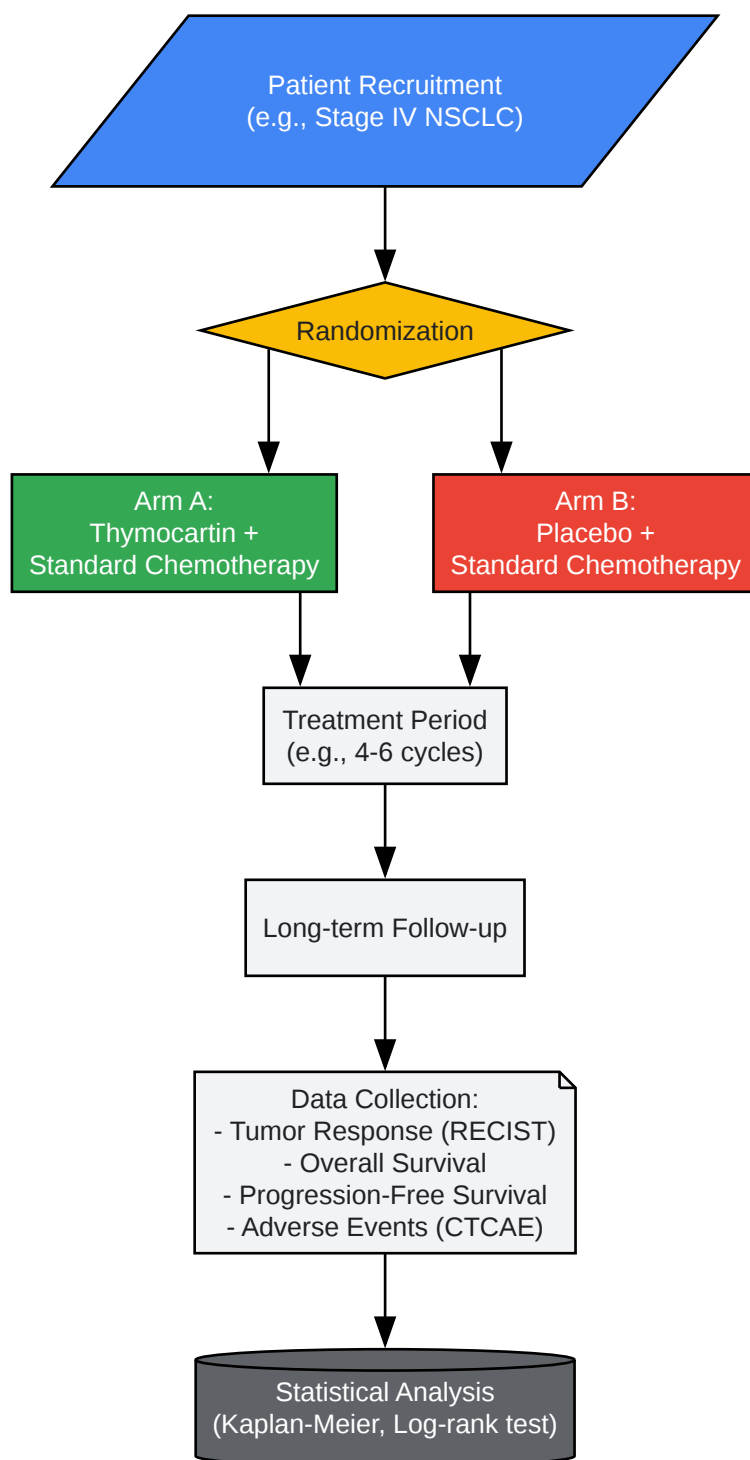 Patient Recruitment
(e.g., Stage IV NSCLC)
Randomization
Arm A:
Thymocartin +
Standard Chemotherapy
Arm B:
Placebo +
Standard Chemotherapy
Treatment Period
(e.g., 4-6 cycles)
Long-term Follow-up
Data Collection:
- Tumor Response (RECIST)
- Overall Survival
- Progression-Free Survival
- Adverse Events (CTCAE)
Statistical Analysis
(Kaplan-Meier, Log-rank test)